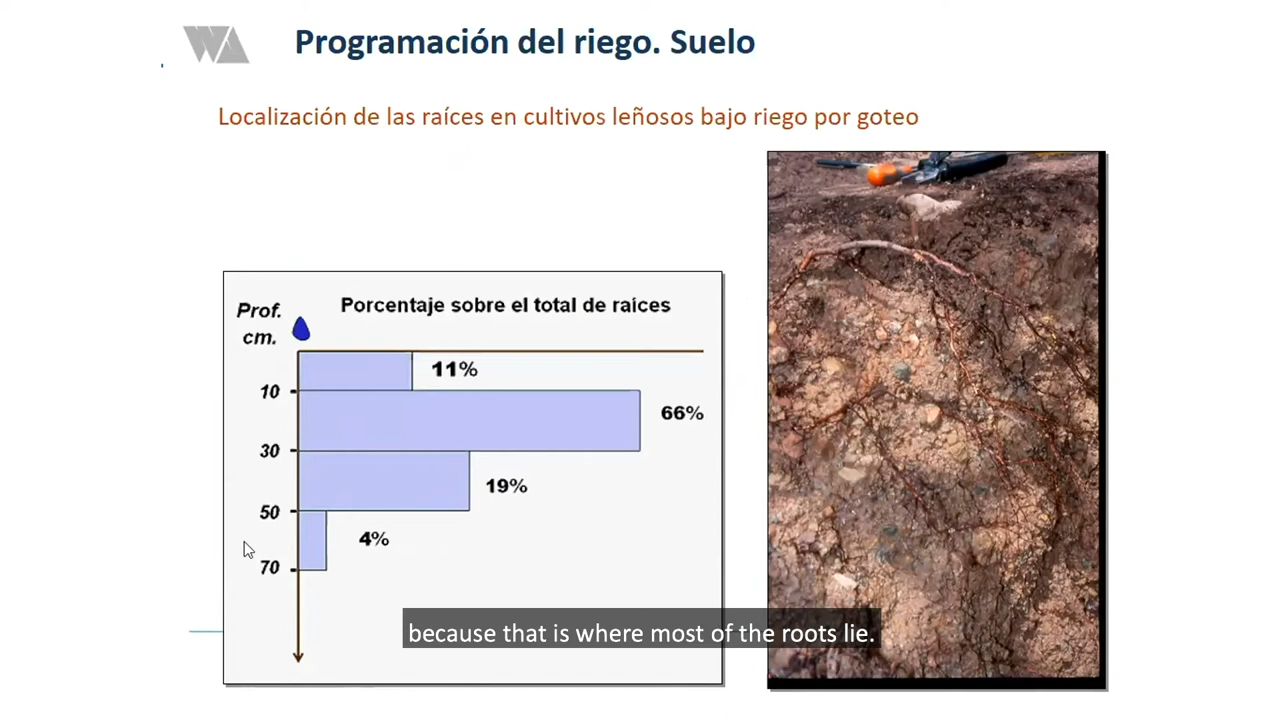 WA
Programación del riego. Suelo
Localización de las raíces en cultivos leñosos bajo riego por goteo
Prof.
cm.
Porcentaje sobre el total de raíces
11%
10
66%
30
19%
50
4%
70
because that is where most of the roots lie.